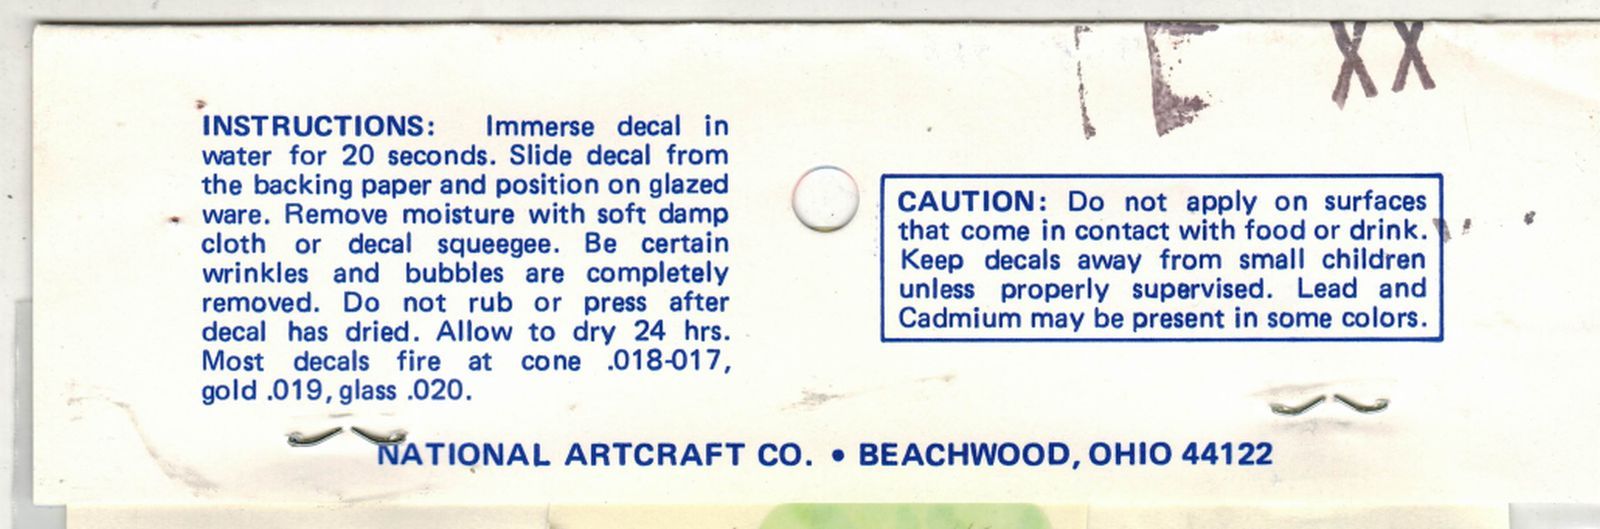 XX
INSTRUCTIONS: Immerse decal in
water for 20 seconds. Slide decal from
the backing paper and position on glazed
ware. Remove moisture with soft damp
cloth or decal squeegee. Be certain
wrinkles and bubbles are completely
removed. Do not rub or press after
decal has dried. Allow to dry 24 hrs.
Most decals fire at cone .018-017,
gold .019, glass .020.
CAUTION: Do not apply on surfaces
that come in contact with food or drink.
Keep decals away from small children
unless properly supervised. Lead and
Cadmium may be present in some colors.
NATIONAL ARTCRAFT CO. • BEACHWOOD, OHIO 44122